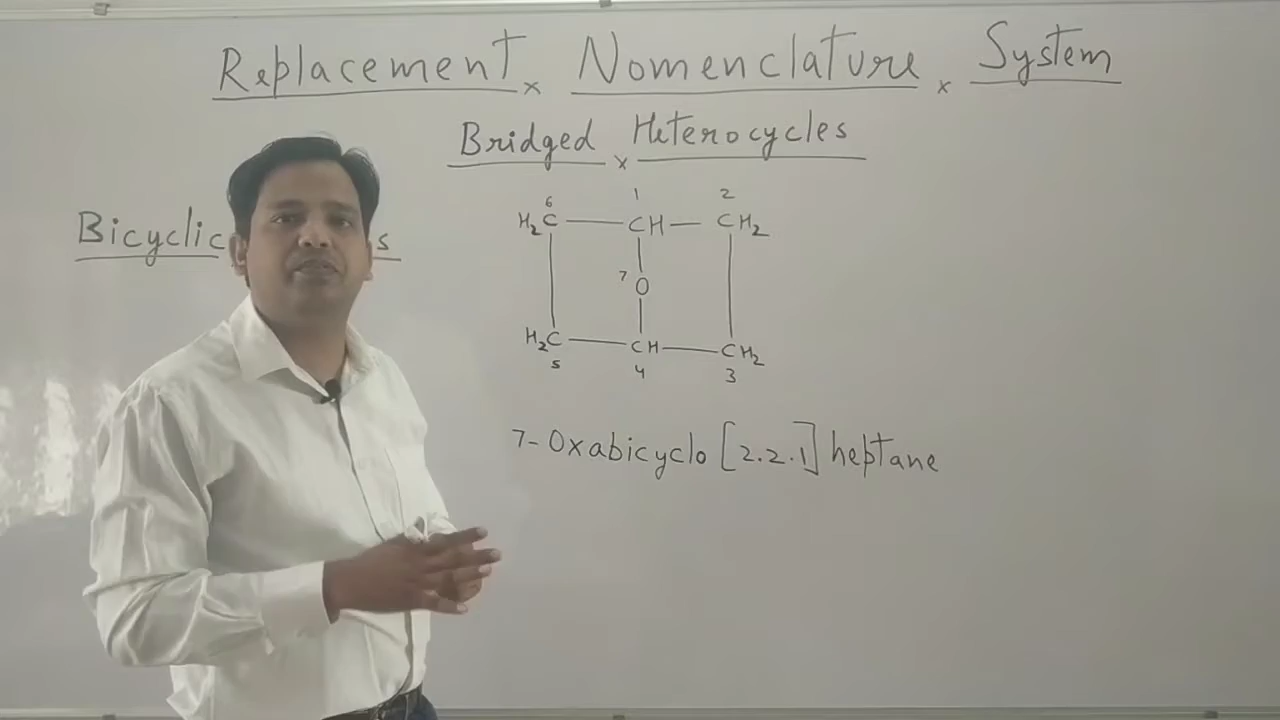 Replacement x Nomenclature x System
Bridged x Heterocycles
Bicyclic
6 1 2
H₂C — CH — CH₂
7 O
H₂C — CH — CH₂
5 4 3
7- Oxabicyclo [2.2.1] heptane